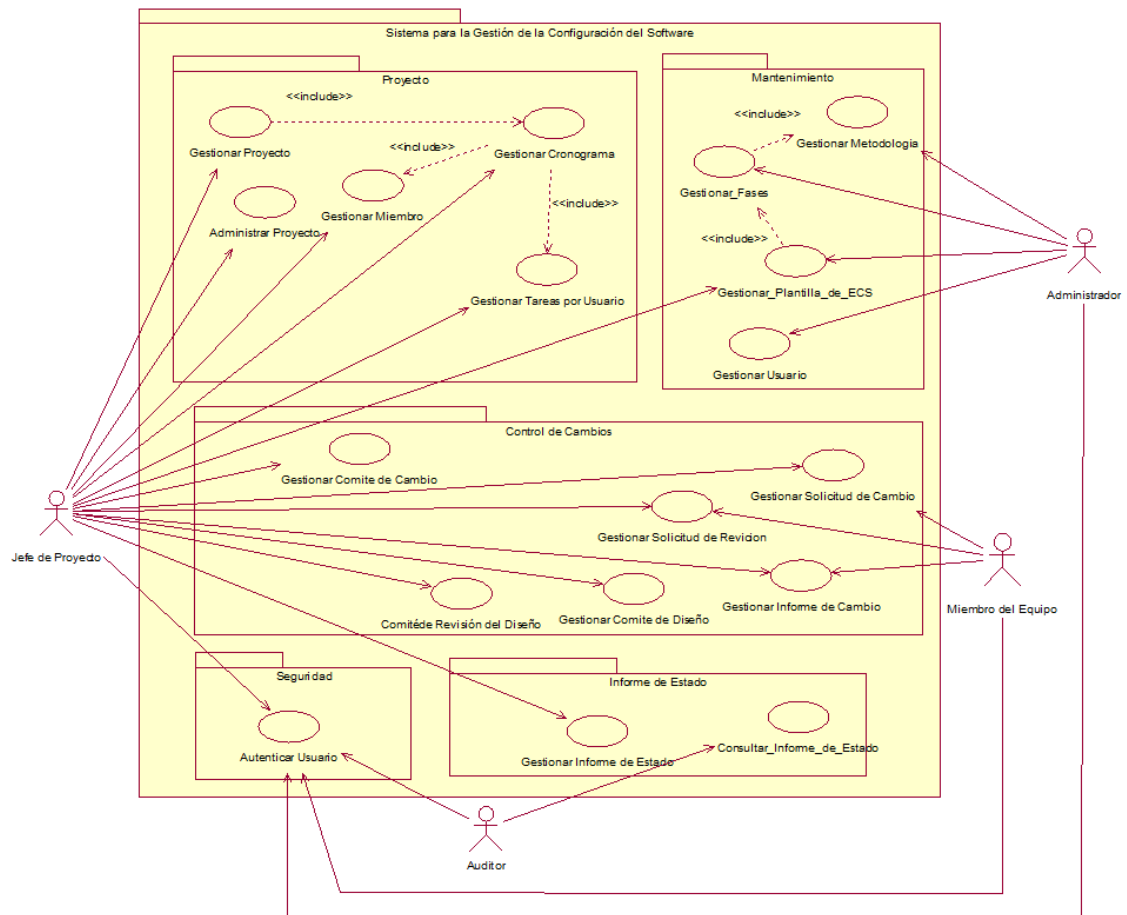 Sistema para la Gestión de la Configuración del Software
Proyecto
Mantenimiento
<<include>>
Gestionar Proyecto
Gestionar Cronograma
<<include>>
Gestionar Miembro
Administrar Proyecto
<<include>>
Gestionar Tareas por Usuario
<<include>>
Gestionar Metodologia
Gestionar_Fases
<<include>>
Gestionar_Plantilla_de_ECS
Gestionar Usuario
Administrador
Control de Cambios
Gestionar Comite de Cambio
Gestionar Solicitud de Cambio
Gestionar Solicitud de Revision
Jefe de Proyecto
Comitéde Revisión del Diseño
Gestionar Comite de Diseño
Gestionar Informe de Cambio
Miembro del Equipo
Seguridad
Autenticar Usuario
Informe de Estado
Gestionar Informe de Estado
Consultar_Informe_de_Estado
Auditor